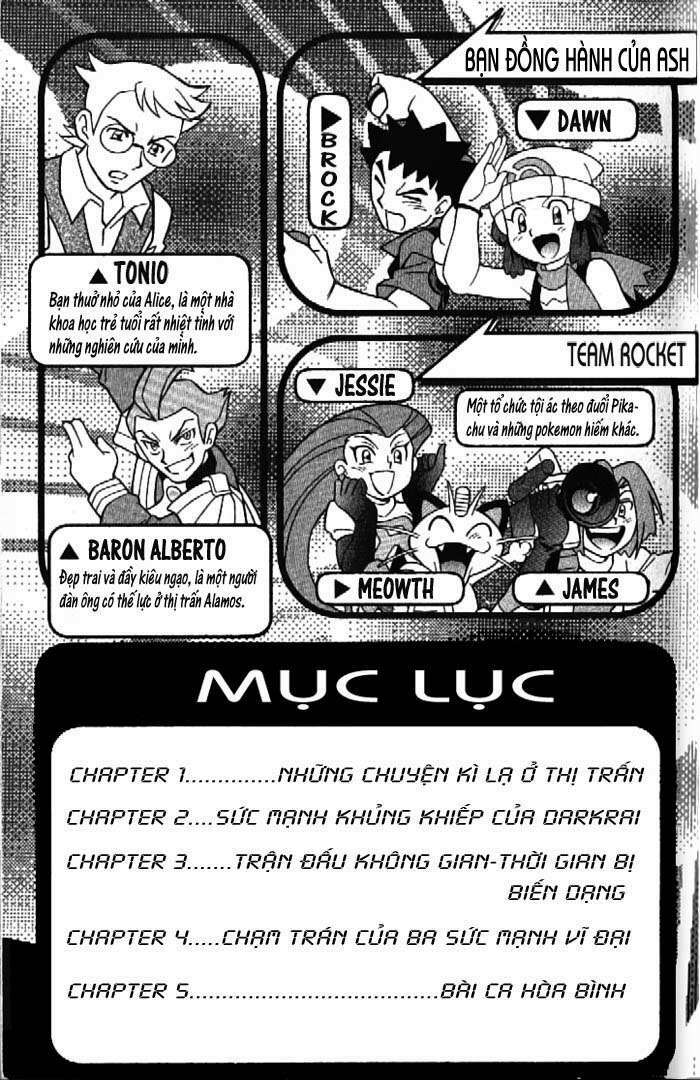 BẠN ĐỒNG HÀNH CỦA ASH
▶ BROCK
▼ DAWN
▲ TONIO
Bạn thuở nhỏ của Alice, là một nhà
khoa học trẻ tuổi rất nhiệt tình với
những nghiên cứu của mình.
TEAM ROCKET
▼ JESSIE
Một tổ chức tội ác theo đuổi Pika-
chu và những pokemon hiếm khác.
▲ BARON ALBERTO
Đẹp trai và đầy kiêu ngạo, là một người
đàn ông có thế lực ở thị trấn Alamos.
▶ MEOWTH
▲ JAMES
MỤC LỤC
CHAPTER 1..............NHỮNG CHUYỆN KÌ LẠ Ở THỊ TRẤN
CHAPTER 2....SỨC MẠNH KHỦNG KHIẾP CỦA DARKRAI
CHAPTER 3.......TRẬN ĐẤU KHÔNG GIAN-THỜI GIAN BỊ
BIẾN DẠNG
CHAPTER 4.....CHẠM TRÁN CỦA BA SỨC MẠNH VĨ ĐẠI
CHAPTER 5.......................................BÀI CA HÒA BÌNH